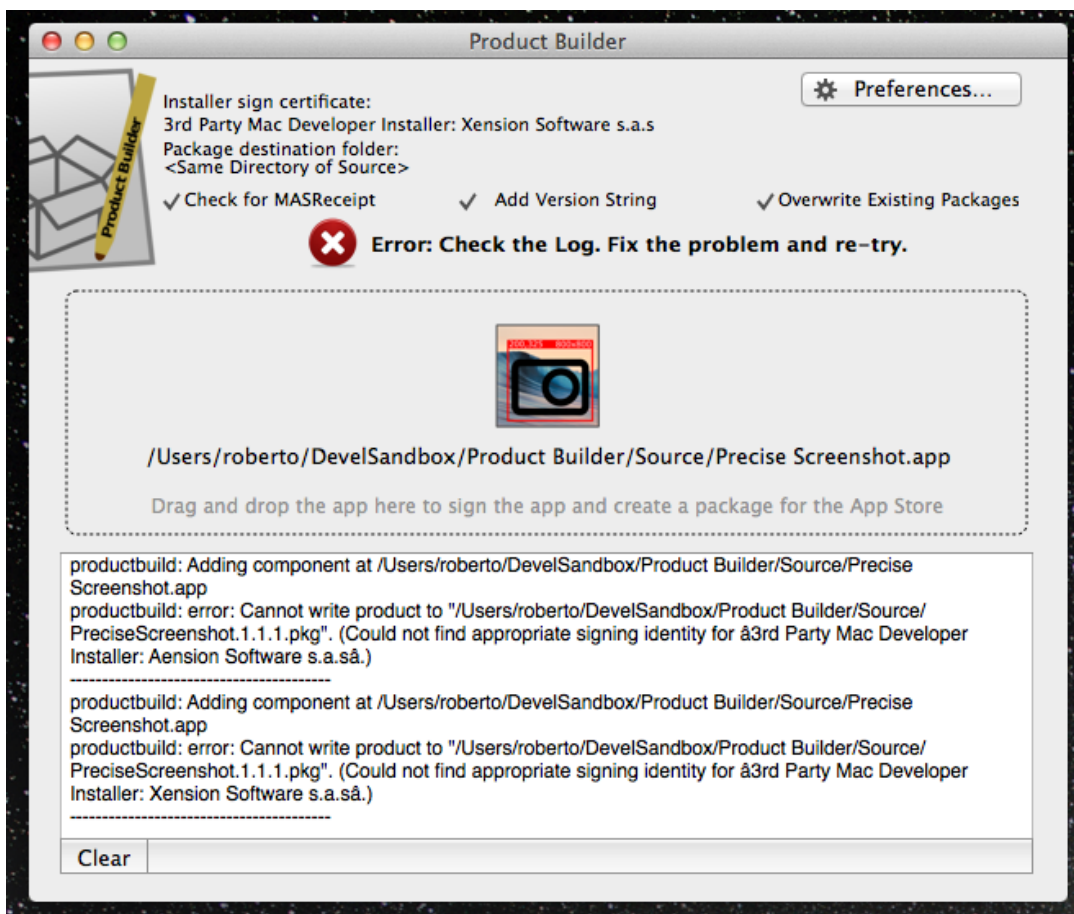 Product Builder
Preferences...
Installer sign certificate:
3rd Party Mac Developer Installer: Xension Software s.a.s
Package destination folder:
<Same Directory of Source>
Check for MASReceipt
Add Version String
Overwrite Existing Packages
Product Builder
Error: Check the Log. Fix the problem and re-try.
200,325 800x800
/Users/roberto/DevelSandbox/Product Builder/Source/Precise Screenshot.app
Drag and drop the app here to sign the app and create a package for the App Store
productbuild: Adding component at /Users/roberto/DevelSandbox/Product Builder/Source/Precise
Screenshot.app
productbuild: error: Cannot write product to "/Users/roberto/DevelSandbox/Product Builder/Source/
PreciseScreenshot.1.1.1.pkg". (Could not find appropriate signing identity for â3rd Party Mac Developer
Installer: Aension Software s.a.sâ.)
-----------------------------------------
productbuild: Adding component at /Users/roberto/DevelSandbox/Product Builder/Source/Precise
Screenshot.app
productbuild: error: Cannot write product to "/Users/roberto/DevelSandbox/Product Builder/Source/
PreciseScreenshot.1.1.1.pkg". (Could not find appropriate signing identity for â3rd Party Mac Developer
Installer: Xension Software s.a.sâ.)
-----------------------------------------
Clear